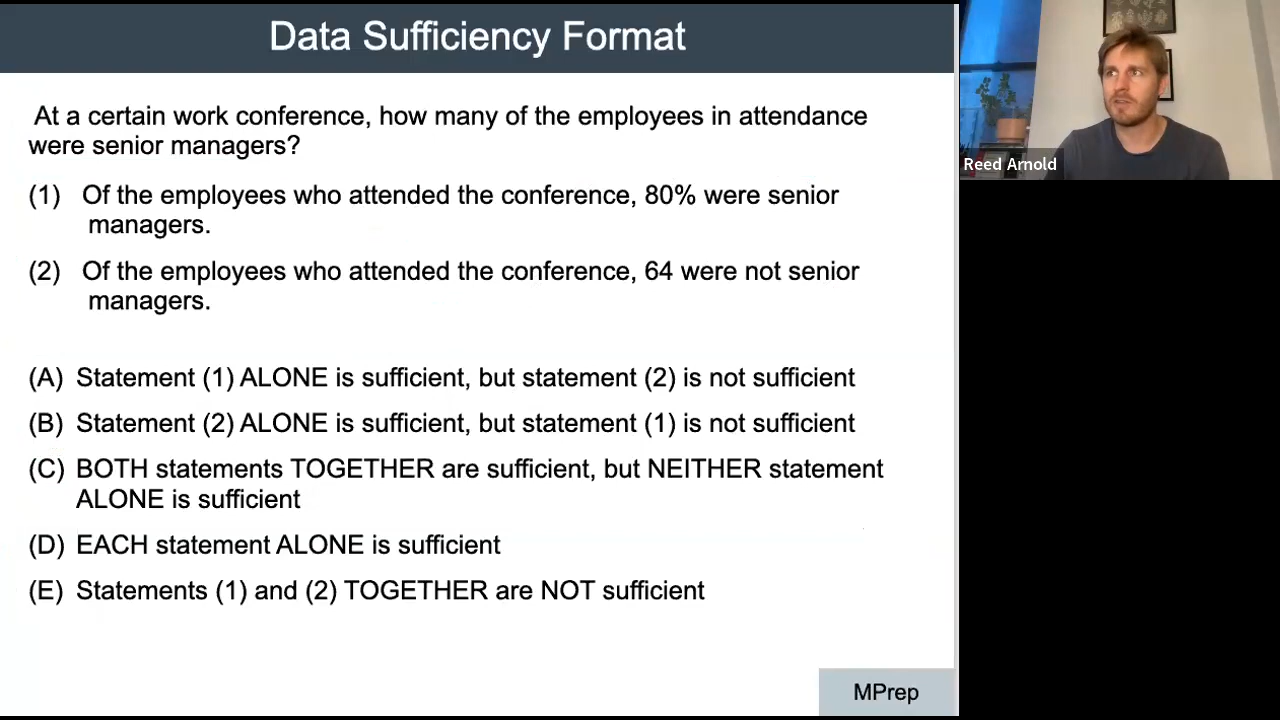 Data Sufficiency Format
At a certain work conference, how many of the employees in attendance
were senior managers?
(1) Of the employees who attended the conference, 80% were senior
managers.
(2) Of the employees who attended the conference, 64 were not senior
managers.
(A) Statement (1) ALONE is sufficient, but statement (2) is not sufficient
(B) Statement (2) ALONE is sufficient, but statement (1) is not sufficient
(C) BOTH statements TOGETHER are sufficient, but NEITHER statement
ALONE is sufficient
(D) EACH statement ALONE is sufficient
(E) Statements (1) and (2) TOGETHER are NOT sufficient
MPrep
Reed Arnold